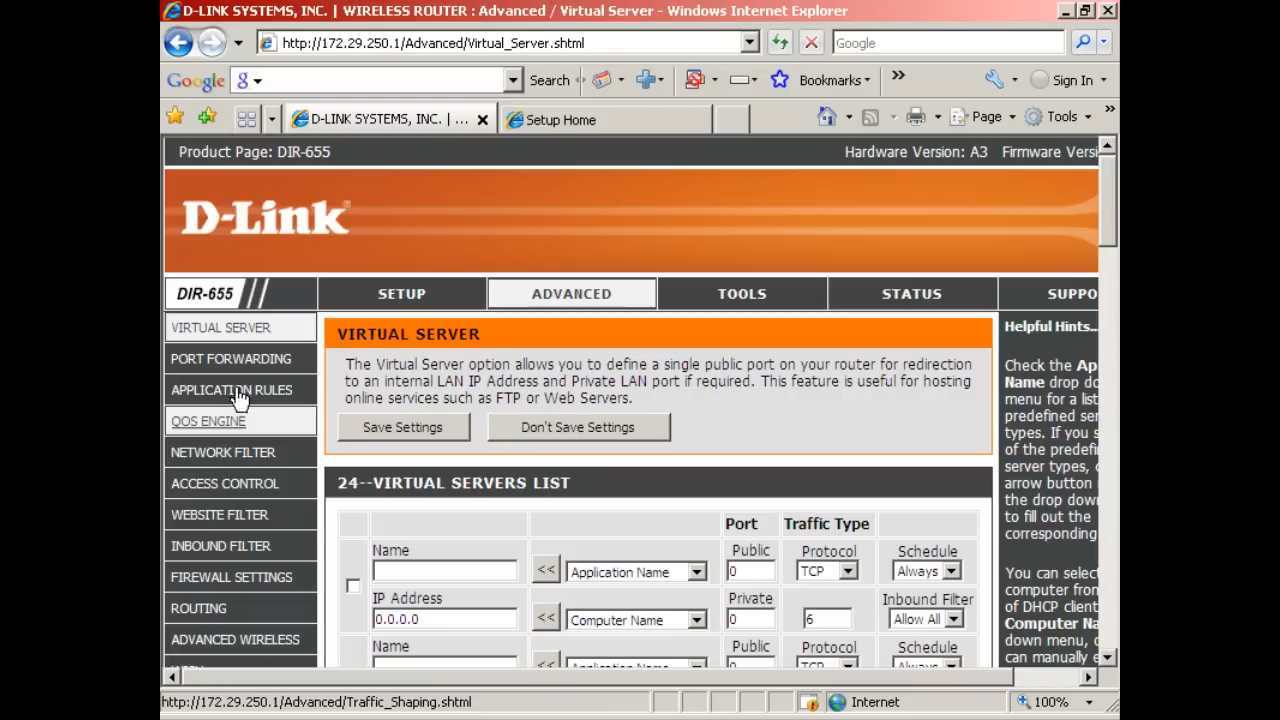 D-LINK SYSTEMS, INC. | WIRELESS ROUTER : Advanced / Virtual Server - Windows Internet Explorer
http://172.29.250.1/Advanced/Virtual_Server.shtml
Google
Google
Search
Bookmarks
Sign In
D-LINK SYSTEMS, INC. | ...
Setup Home
Page
Tools
Product Page: DIR-655
Hardware Version: A3
Firmware Versi
D-Link
DIR-655
SETUP
ADVANCED
TOOLS
STATUS
SUPPO
VIRTUAL SERVER
PORT FORWARDING
APPLICATION RULES
QOS ENGINE
NETWORK FILTER
ACCESS CONTROL
WEBSITE FILTER
INBOUND FILTER
FIREWALL SETTINGS
ROUTING
ADVANCED WIRELESS
VIRTUAL SERVER
The Virtual Server option allows you to define a single public port on your router for redirection
to an internal LAN IP Address and Private LAN port if required. This feature is useful for hosting
online services such as FTP or Web Servers.
Save Settings
Don't Save Settings
24--VIRTUAL SERVERS LIST
Port
Traffic Type
Name
Application Name
Public
0
Protocol
TCP
Schedule
Always
IP Address
0.0.0.0
Computer Name
Private
0
6
Inbound Filter
Allow All
Name
Application Name
Public
0
Protocol
TCP
Schedule
Always
Helpful Hints...
Check the Ap
Name drop do
menu for a list
predefined ser
types. If you s
of the predefi
server types, c
arrow button
the drop down
to fill out the
corresponding
You can select
computer from
of DHCP client
Computer Na
down menu, o
can manually e
http://172.29.250.1/Advanced/Traffic_Shaping.shtml
Internet
100%